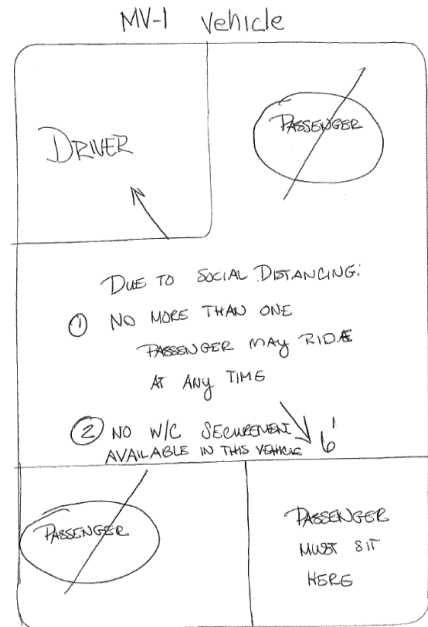 MV-1 Vehicle
DRIVER
PASSENGER
DUE TO SOCIAL DISTANCING:
① NO MORE THAN ONE
PASSENGER MAY RIDE
AT ANY TIME
② NO W/C SECUREMENT
AVAILABLE IN THIS VEHICLE
6'
PASSENGER
PASSENGER
MUST SIT
HERE